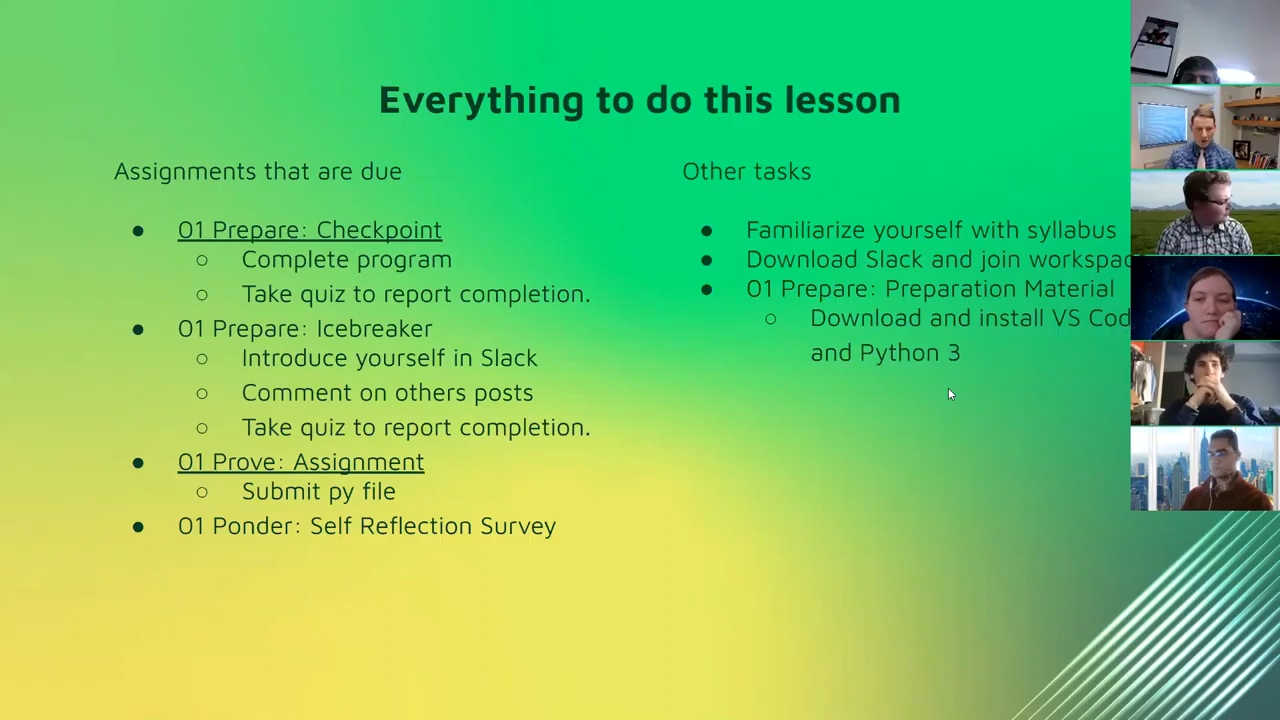 Everything to do this lesson
Assignments that are due
● 01 Prepare: Checkpoint
○ Complete program
○ Take quiz to report completion.
● 01 Prepare: Icebreaker
○ Introduce yourself in Slack
○ Comment on others posts
○ Take quiz to report completion.
● 01 Prove: Assignment
○ Submit py file
● 01 Ponder: Self Reflection Survey
Other tasks
● Familiarize yourself with syllabus
● Download Slack and join
● 01 Prepare: Preparation Material
○ Download and install VS
and Python 3